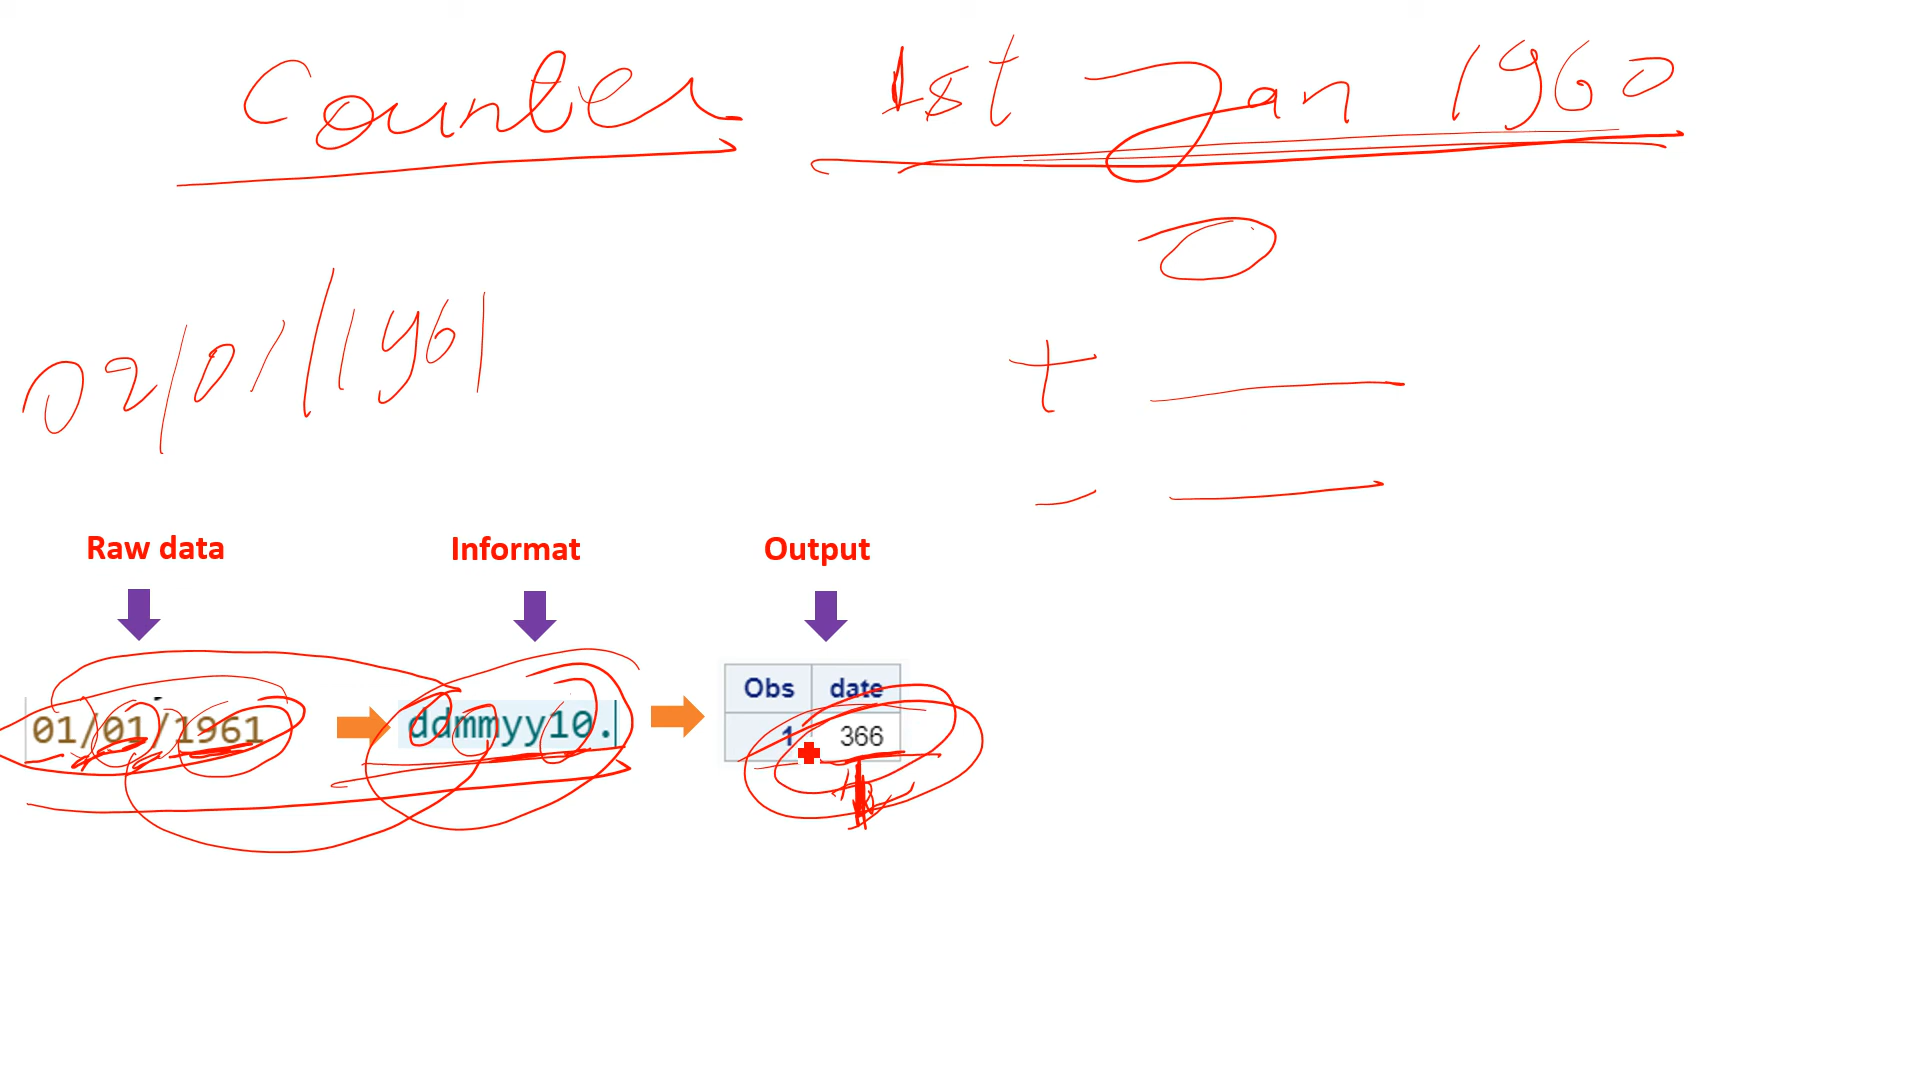 Counter 1st Jan 1960
0
02/01/1961
+
-
Raw data Informat Output
01/01/1961 ddmmyy10. Obs date
1 366